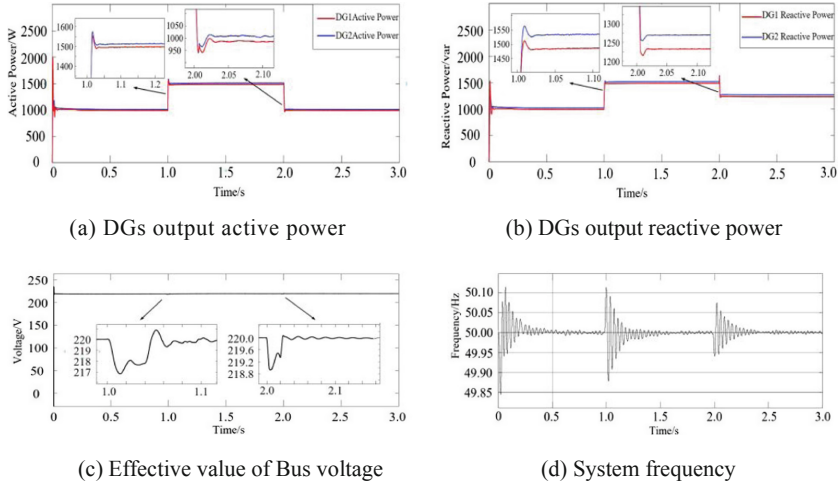 DG1Active Power
DG2Active Power
1600
1500
1400
1.0 1.1 1.2
1000
950
2.00 2.05 2.10
Active Power/W
2500
2000
1500
1000
500
0
0 0.5 1.0 1.5 2.0 2.5 3.0
Time/s
(a) DGs output active power
DG1 Reactive Power
DG2 Reactive Power
1550
1500
1450
1.00 1.05 1.10
1300
1250
1200
2.00 2.05 2.10
Reactive Power/var
2500
2000
1500
1000
500
0
0 0.5 1.0 1.5 2.0 2.5 3.0
Time/s
(b) DGs output reactive power
Voltage/V
250
200
150
100
50
0
220
219
218
217
1.0 1.1
220.0
219.6
219.2
218.8
2.0 2.1
0 0.5 1.0 1.5 2.0 2.5 3.0
Time/s
(c) Effective value of Bus voltage
Frequency/Hz
50.10
50.05
50.00
49.95
49.90
49.85
0 0.5 1.0 1.5 2.0 2.5 3.0
Time/s
(d) System frequency